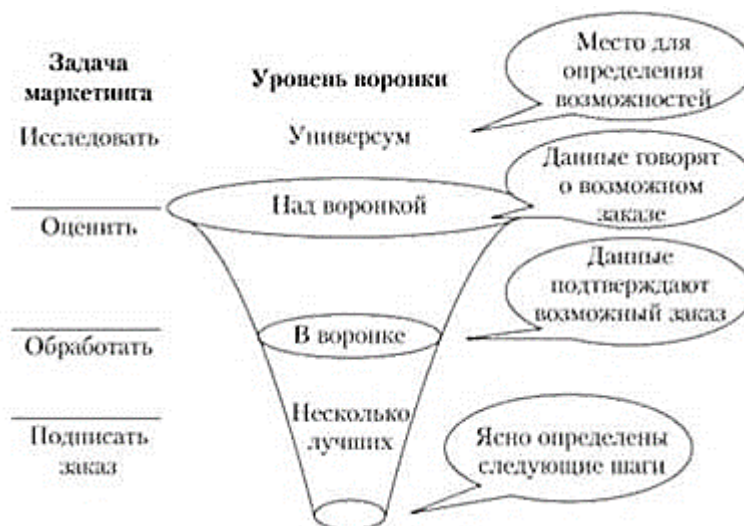 Задача
маркетинга
Уровень воронки
Место для
определения
возможностей
Исследовать
Универсум
Данные говорят
о возможном
заказе
Над воронкой
Оценить
Данные
подтверждают
возможный заказ
В воронке
Обработать
Несколько
лучших
Подписать
заказ
Ясно определены
следующие шаги